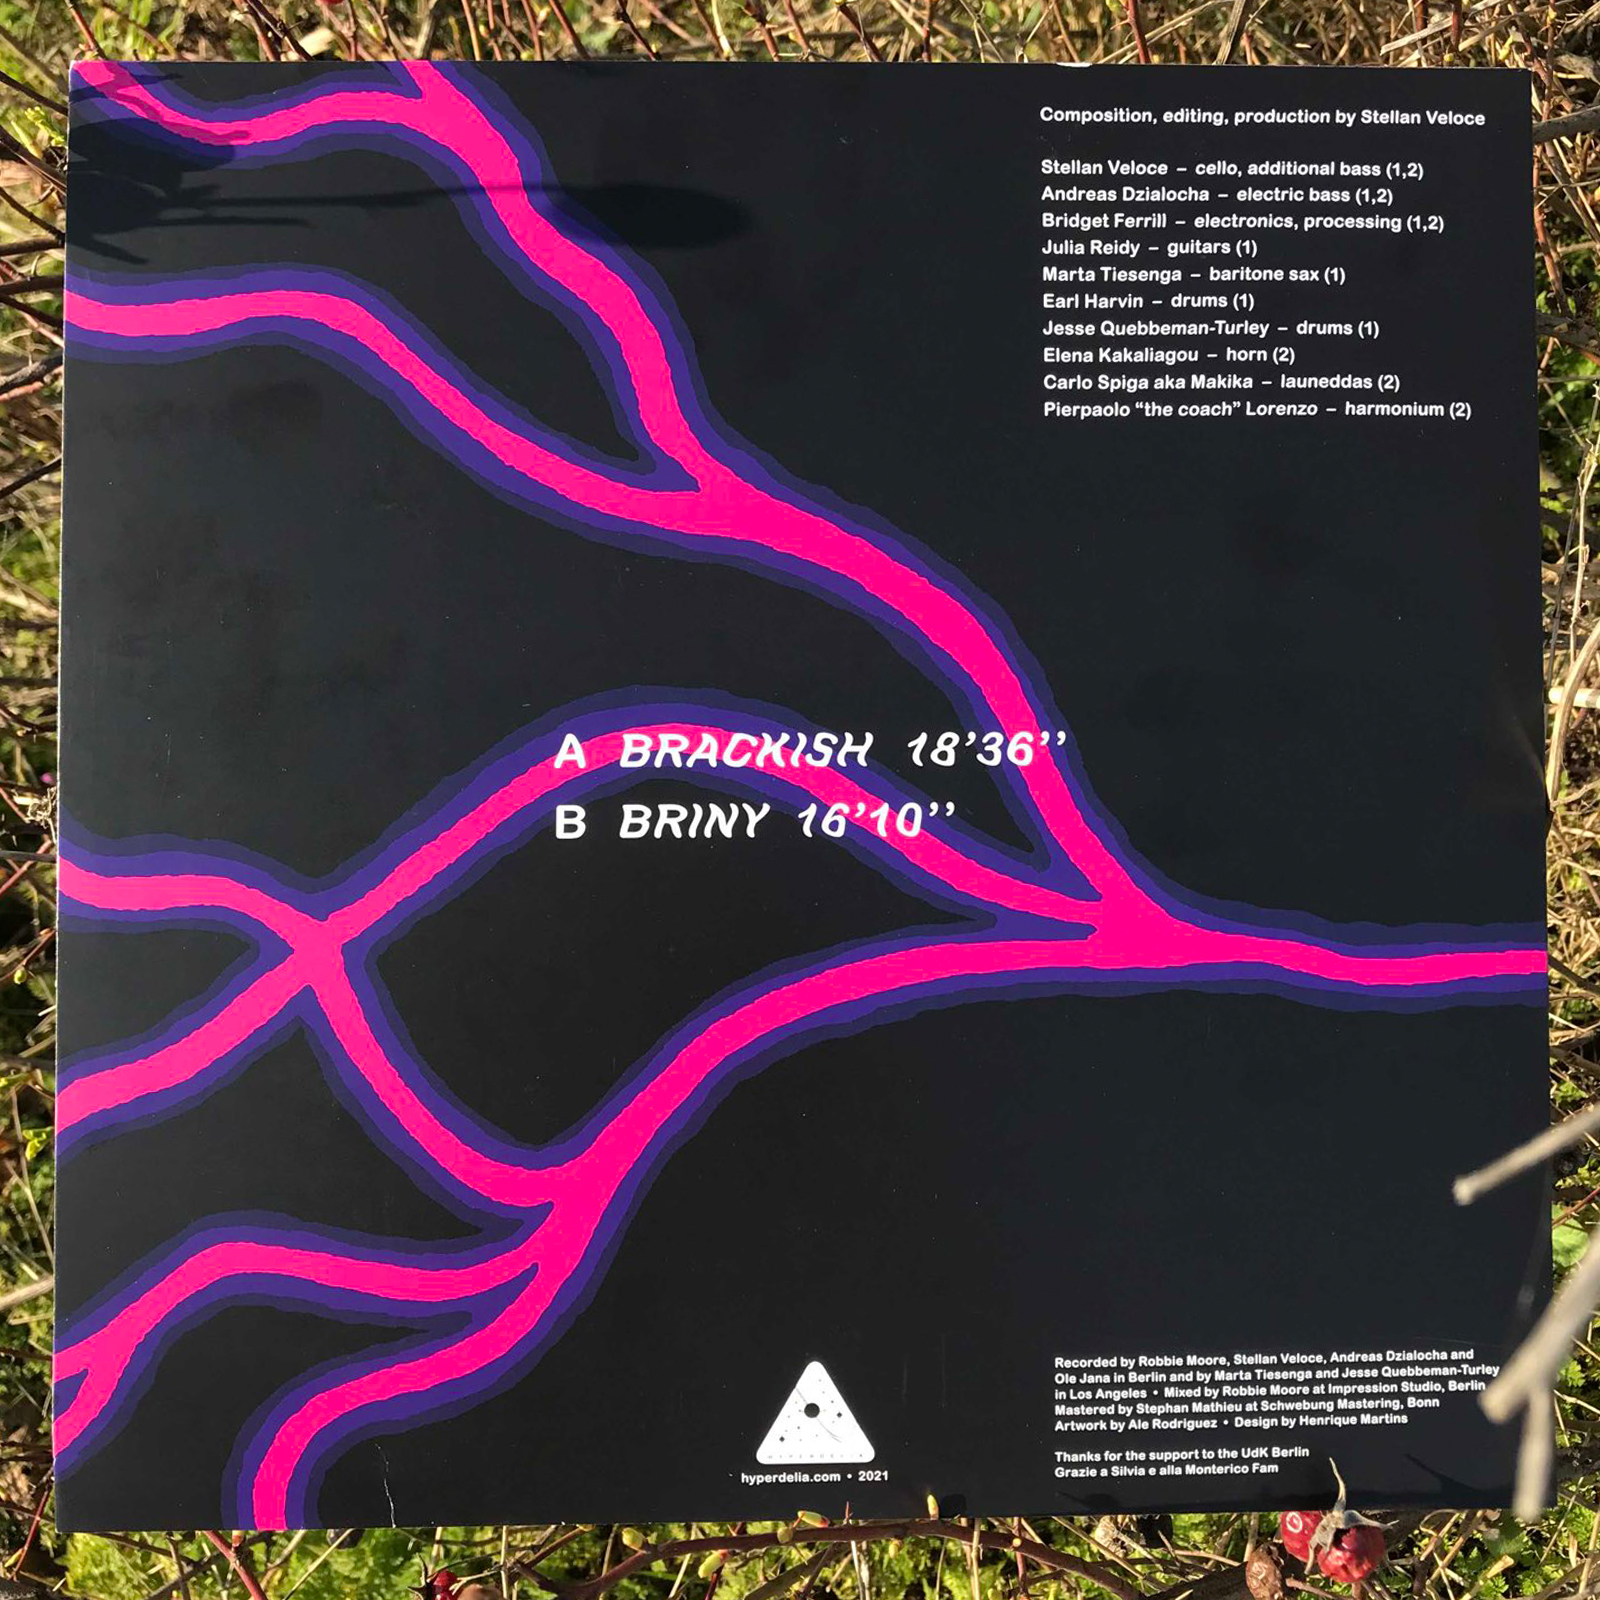 Composition, editing, production by Stellan Veloce
Stellan Veloce – cello, additional bass (1,2)
Andreas Dzialocha – electric bass (1,2)
Bridget Ferrill – electronics, processing (1,2)
Julia Reidy – guitars (1)
Marta Tiesenga – baritone sax (1)
Earl Harvin – drums (1)
Jesse Quebbeman-Turley – drums (1)
Elena Kakaliagou – horn (2)
Carlo Spiga aka Makika – launeddas (2)
Pierpaolo “the coach” Lorenzo – harmonium (2)
A BRACKISH 18’36’’
B BRINY 16’10’’
Recorded by Robbie Moore, Stellan Veloce, Andreas Dzialocha and
Ole Jana in Berlin and by Marta Tiesenga and Jesse Quebbeman-Turley
in Los Angeles • Mixed by Robbie Moore at Impression Studio, Berlin
Mastered by Stephan Mathieu at Schwebung Mastering, Bonn
Artwork by Ale Rodriguez • Design by Henrique Martins
Thanks for the support to the UdK Berlin
Grazie a Silvia e alla Monterico Fam
hyperdelia.com • 2021